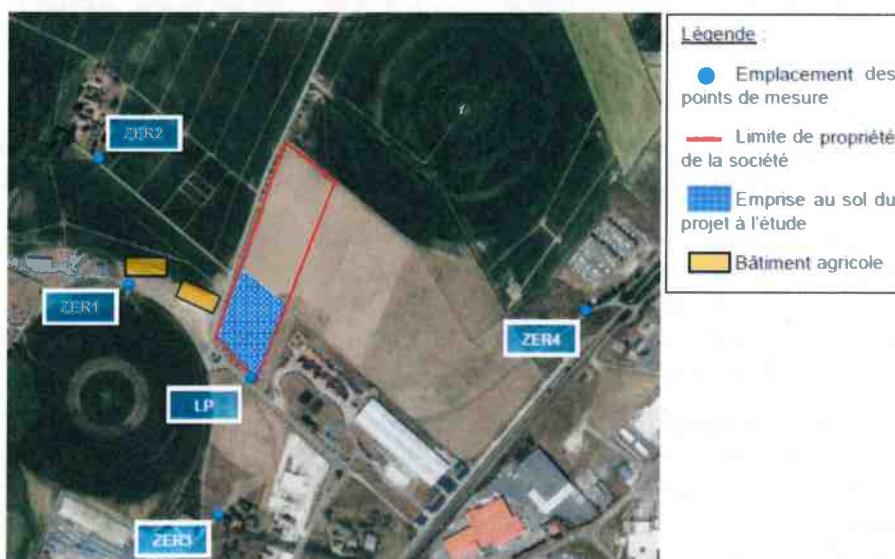 Légende :
Emplacement des
points de mesure
Limite de propriété
de la société
Emprise au sol du
projet à l'étude
Bâtiment agricole
ZER2
ZER1
ZER4
LP
ZER3